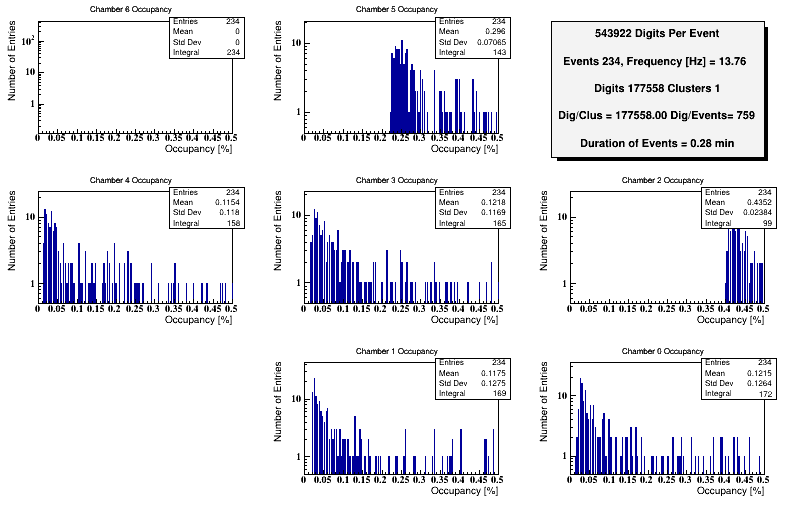 Chamber 6 Occupancy
Number of Entries
Entries 234
Mean 0
Std Dev 0
Integral 234
10²
1
0 0.05 0.1 0.15 0.2 0.25 0.3 0.35 0.4 0.45 0.5
Occupancy [%]
Chamber 5 Occupancy
Number of Entries
Entries 234
Mean 0.296
Std Dev 0.07065
Integral 143
10
1
0 0.05 0.1 0.15 0.2 0.25 0.3 0.35 0.4 0.45 0.5
Occupancy [%]
543922 Digits Per Event
Events 234, Frequency [Hz] = 13.76
Digits 177558 Clusters 1
Dig/Clus = 177558.00 Dig/Events= 759
Duration of Events = 0.28 min
Chamber 4 Occupancy
Number of Entries
Entries 234
Mean 0.1154
Std Dev 0.118
Integral 158
10
1
0 0.05 0.1 0.15 0.2 0.25 0.3 0.35 0.4 0.45 0.5
Occupancy [%]
Chamber 3 Occupancy
Number of Entries
Entries 234
Mean 0.1218
Std Dev 0.1169
Integral 165
10
1
0 0.05 0.1 0.15 0.2 0.25 0.3 0.35 0.4 0.45 0.5
Occupancy [%]
Chamber 2 Occupancy
Number of Entries
Entries 234
Mean 0.4352
Std Dev 0.02384
Integral 99
10
1
0 0.05 0.1 0.15 0.2 0.25 0.3 0.35 0.4 0.45 0.5
Occupancy [%]
Chamber 1 Occupancy
Number of Entries
Entries 234
Mean 0.1175
Std Dev 0.1275
Integral 169
10
1
0 0.05 0.1 0.15 0.2 0.25 0.3 0.35 0.4 0.45 0.5
Occupancy [%]
Chamber 0 Occupancy
Number of Entries
Entries 234
Mean 0.1215
Std Dev 0.1264
Integral 172
10
1
0 0.05 0.1 0.15 0.2 0.25 0.3 0.35 0.4 0.45 0.5
Occupancy [%]